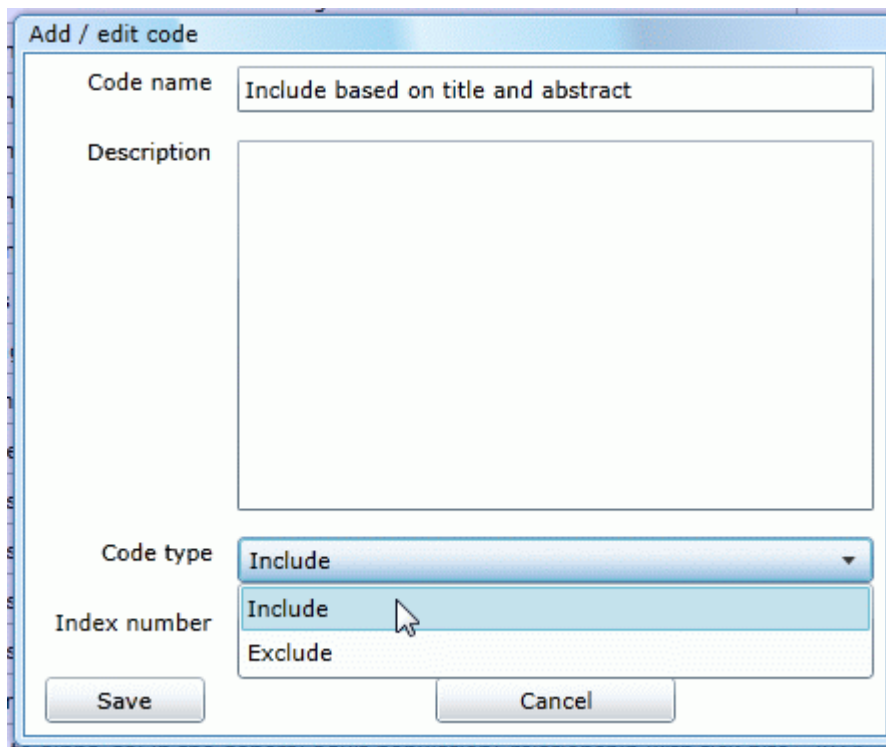 Add / edit code
Code name
Include based on title and abstract
Description
Code type
Include
Include
Index number
Exclude
Save
Cancel